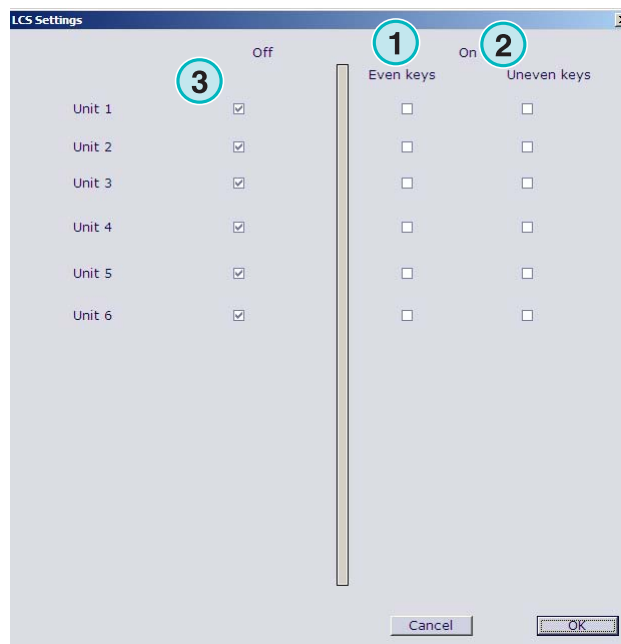 LCS Settings
Off
1
On
2
Even keys
Uneven keys
3
Unit 1
Unit 2
Unit 3
Unit 4
Unit 5
Unit 6
Cancel
OK